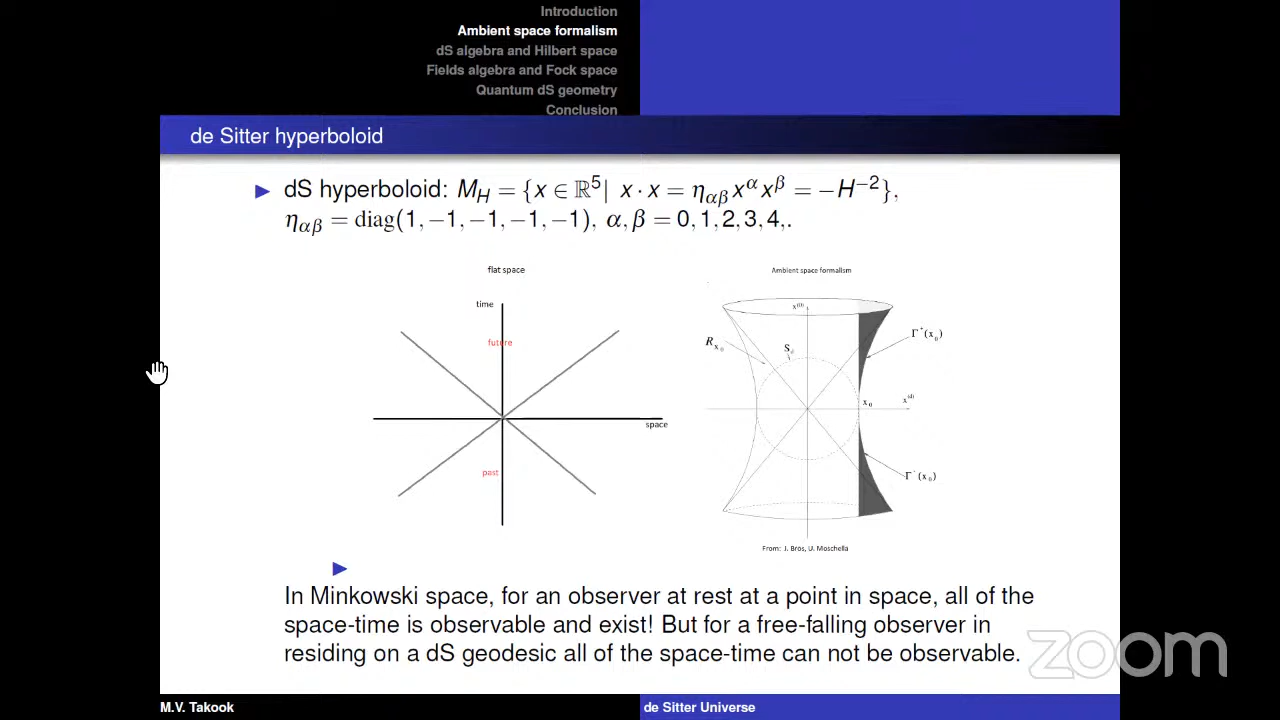 Introduction
Ambient space formalism
dS algebra and Hilbert space
Fields algebra and Fock space
Quantum dS geometry
Conclusion
de Sitter hyperboloid
dS hyperboloid: M_H = {x ∈ ℝ⁵| x · x = η_αβ x^α x^β = −H⁻²},
η_αβ = diag(1, −1, −1, −1, −1), α, β = 0, 1, 2, 3, 4,.
flat space
time
future
space
past
Ambient space formalism
x⁽⁰⁾
Γ⁺(x₀)
R_x₀
x₀
x⁽ᵈ⁾
Γ⁻(x₀)
From: J. Bros, U. Moschella
In Minkowski space, for an observer at rest at a point in space, all of the
space-time is observable and exist! But for a free-falling observer in
residing on a dS geodesic all of the space-time can not be observable.
zoom
M.V. Takook
de Sitter Universe